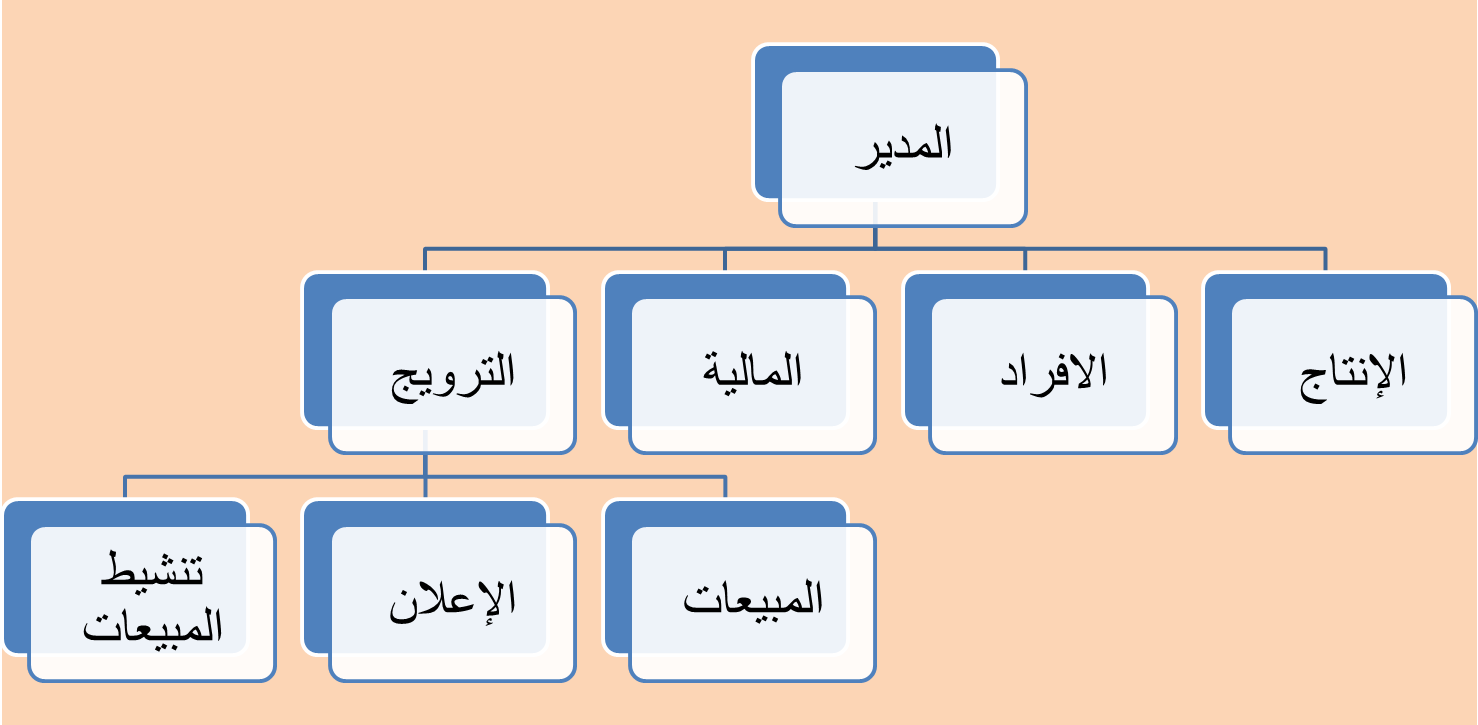 المدير
الإنتاج
الافراد
المالية
الترويج
المبيعات
الإعلان
تنشيط
المبيعات